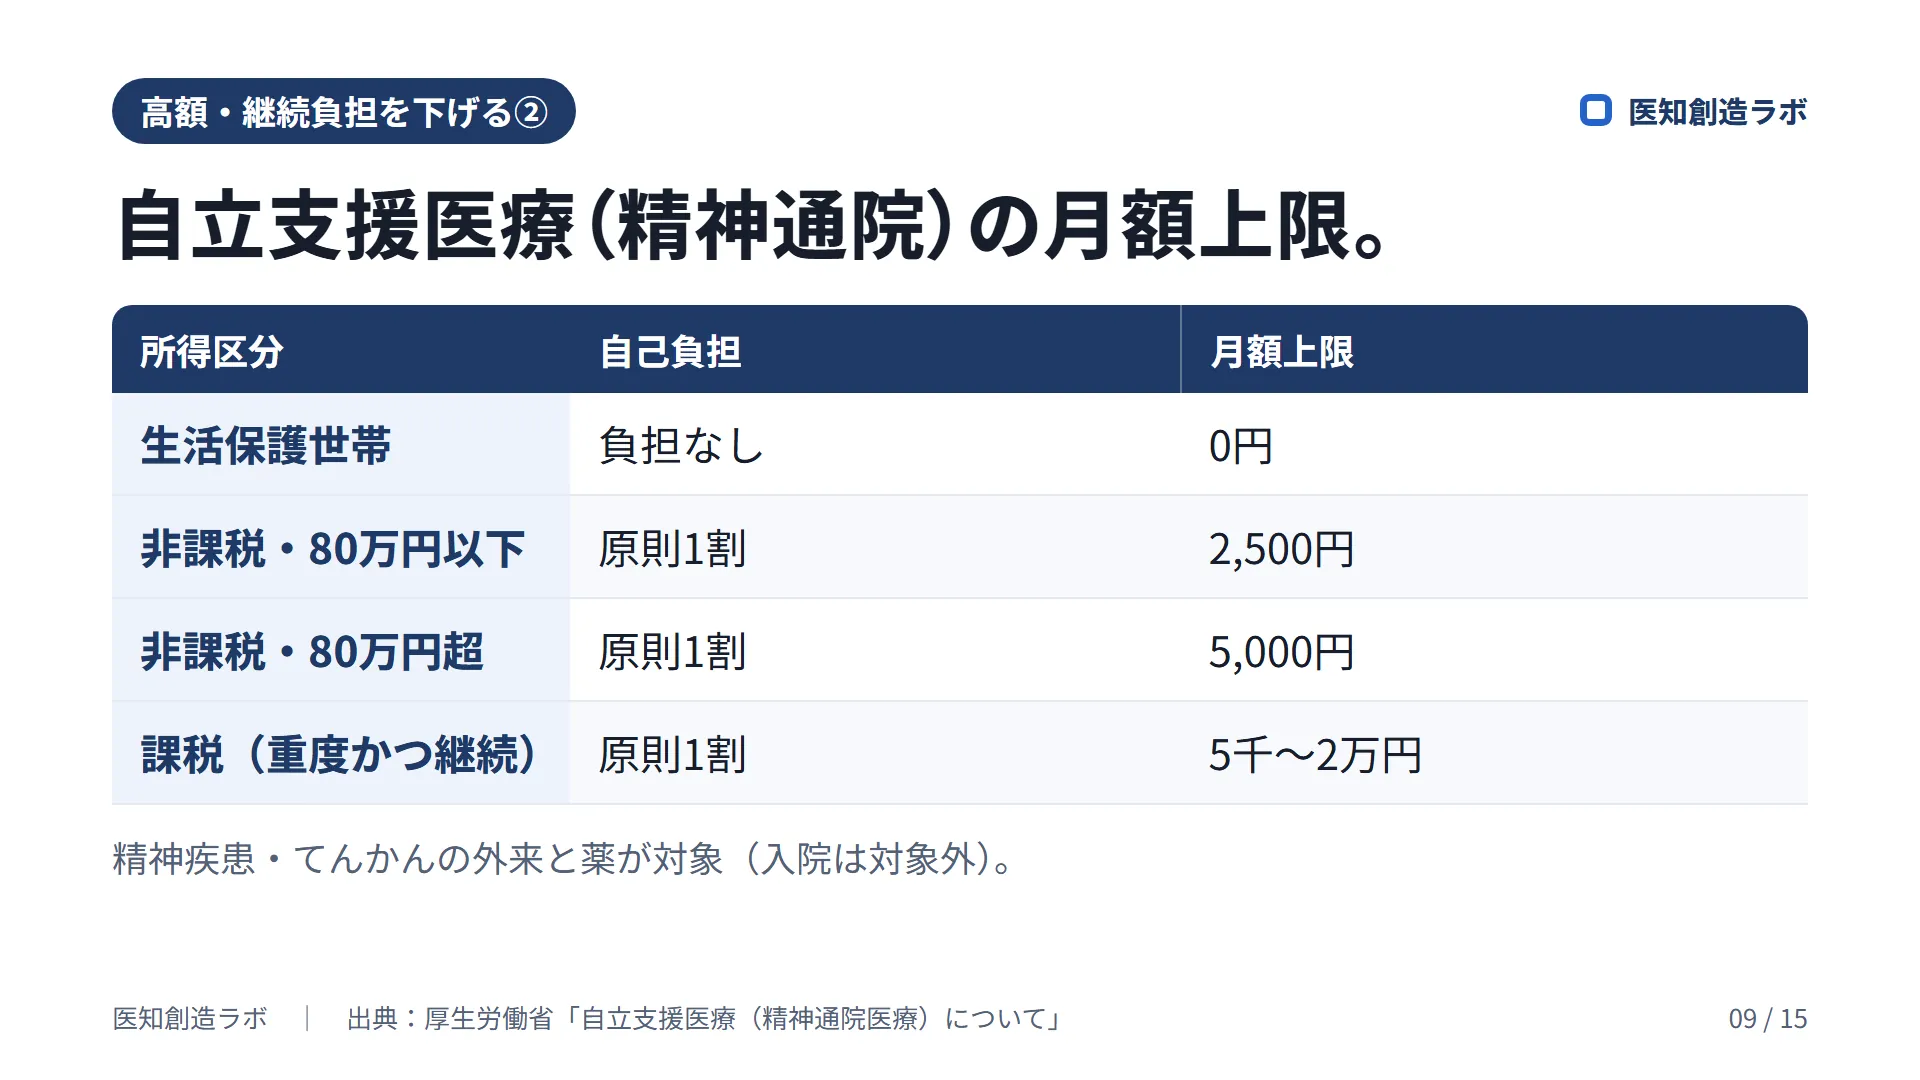 高額・継続負担を下げる②
医知創造ラボ
自立支援医療（精神通院）の月額上限。
所得区分 自己負担 月額上限
生活保護世帯 負担なし 0円
非課税・80万円以下 原則1割 2,500円
非課税・80万円超 原則1割 5,000円
課税（重度かつ継続） 原則1割 5千〜2万円
精神疾患・てんかんの外来と薬が対象（入院は対象外）。
医知創造ラボ ｜ 出典：厚生労働省「自立支援医療（精神通院医療）について」
09 / 15